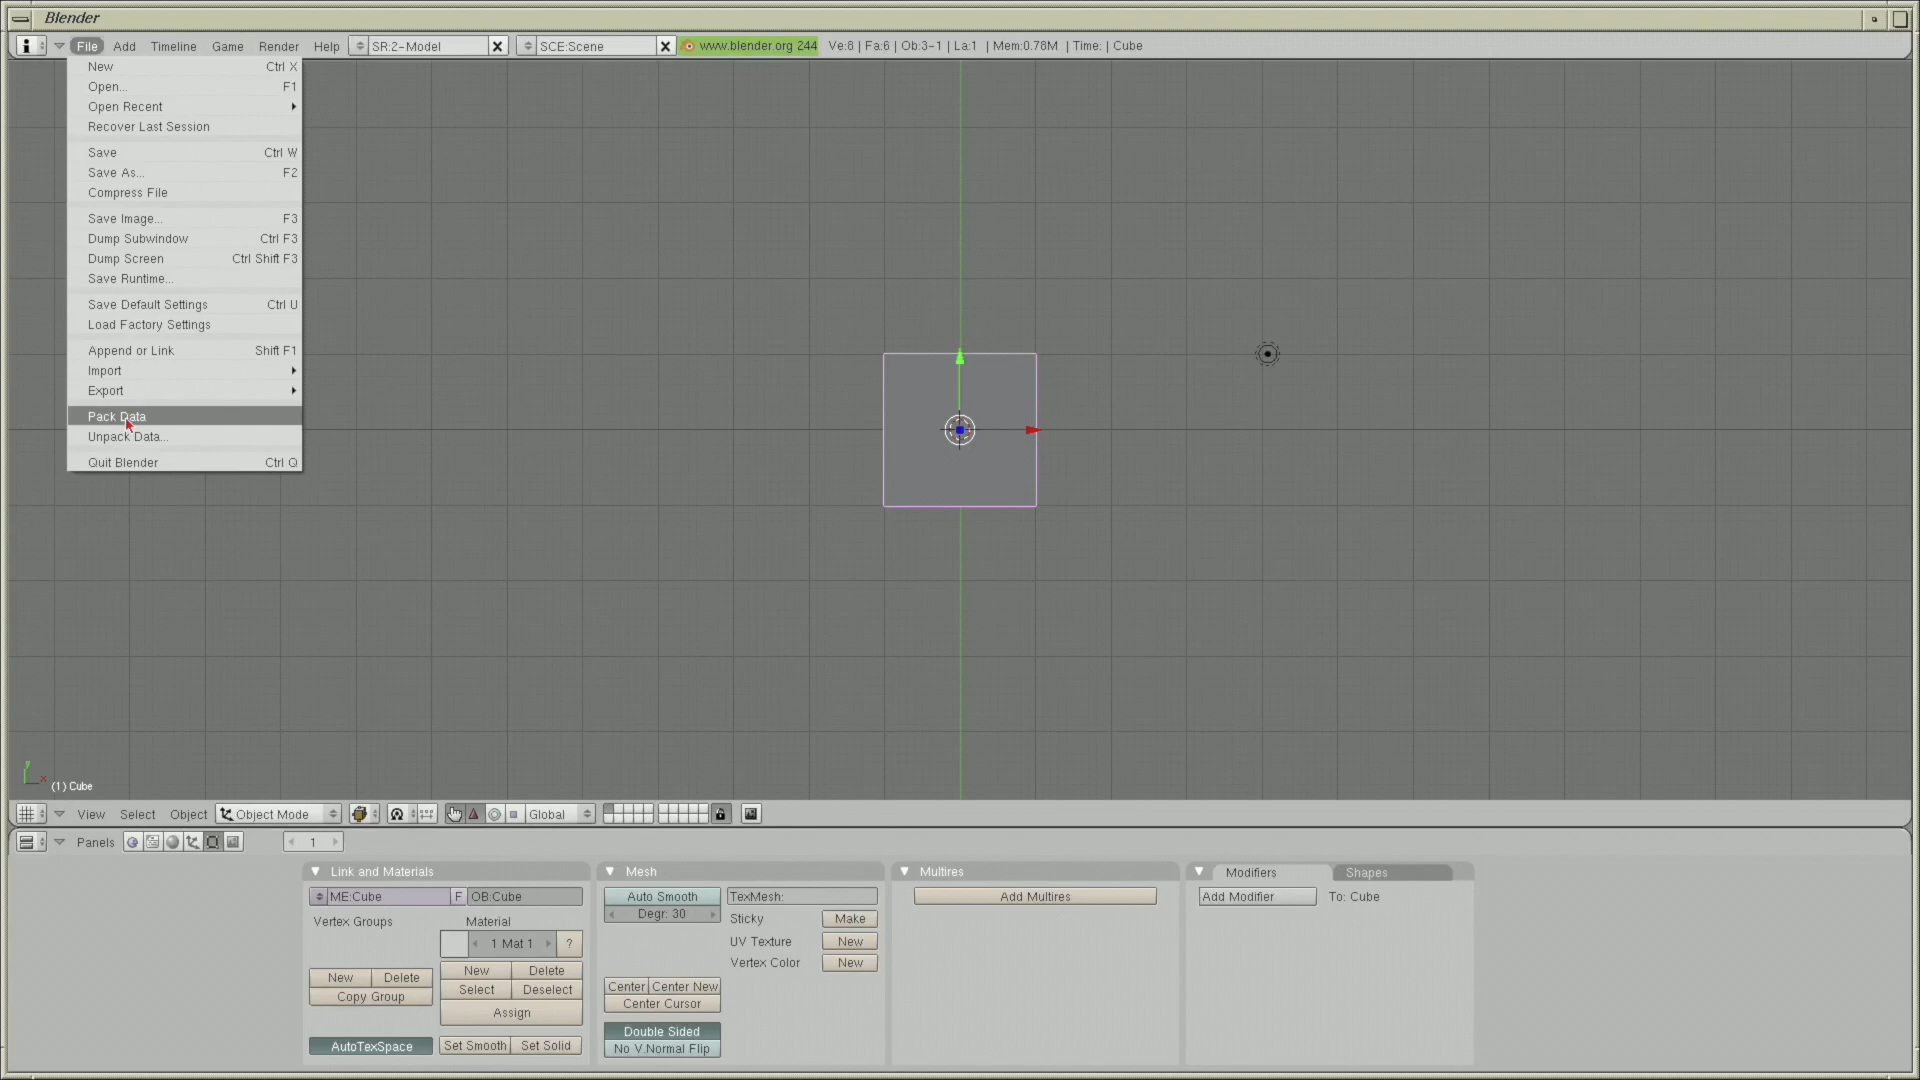 Blender
File Add Timeline Game Render Help SR:2-Model SCE:Scene www.blender.org 244 Ve:8 | Fa:6 | Ob:3-1 | La:1 | Mem:0.78M | Time: | Cube
New Ctrl X
Open... F1
Open Recent
Recover Last Session
Save Ctrl W
Save As... F2
Compress File
Save Image... F3
Dump Subwindow Ctrl F3
Dump Screen Ctrl Shift F3
Save Runtime...
Save Default Settings Ctrl U
Load Factory Settings
Append or Link Shift F1
Import
Export
Pack Data
Unpack Data...
Quit Blender Ctrl Q
y
x
(1) Cube
View Select Object Object Mode Global
Panels 1
Link and Materials
ME:Cube F OB:Cube
Vertex Groups Material
1 Mat 1 ?
New Delete New Delete
Copy Group Select Deselect
Assign
AutoTexSpace Set Smooth Set Solid
Mesh
Auto Smooth TexMesh:
Degr: 30 Sticky Make
UV Texture New
Vertex Color New
Center Center New
Center Cursor
Double Sided
No V.Normal Flip
Multires
Add Multires
Modifiers Shapes
Add Modifier To: Cube